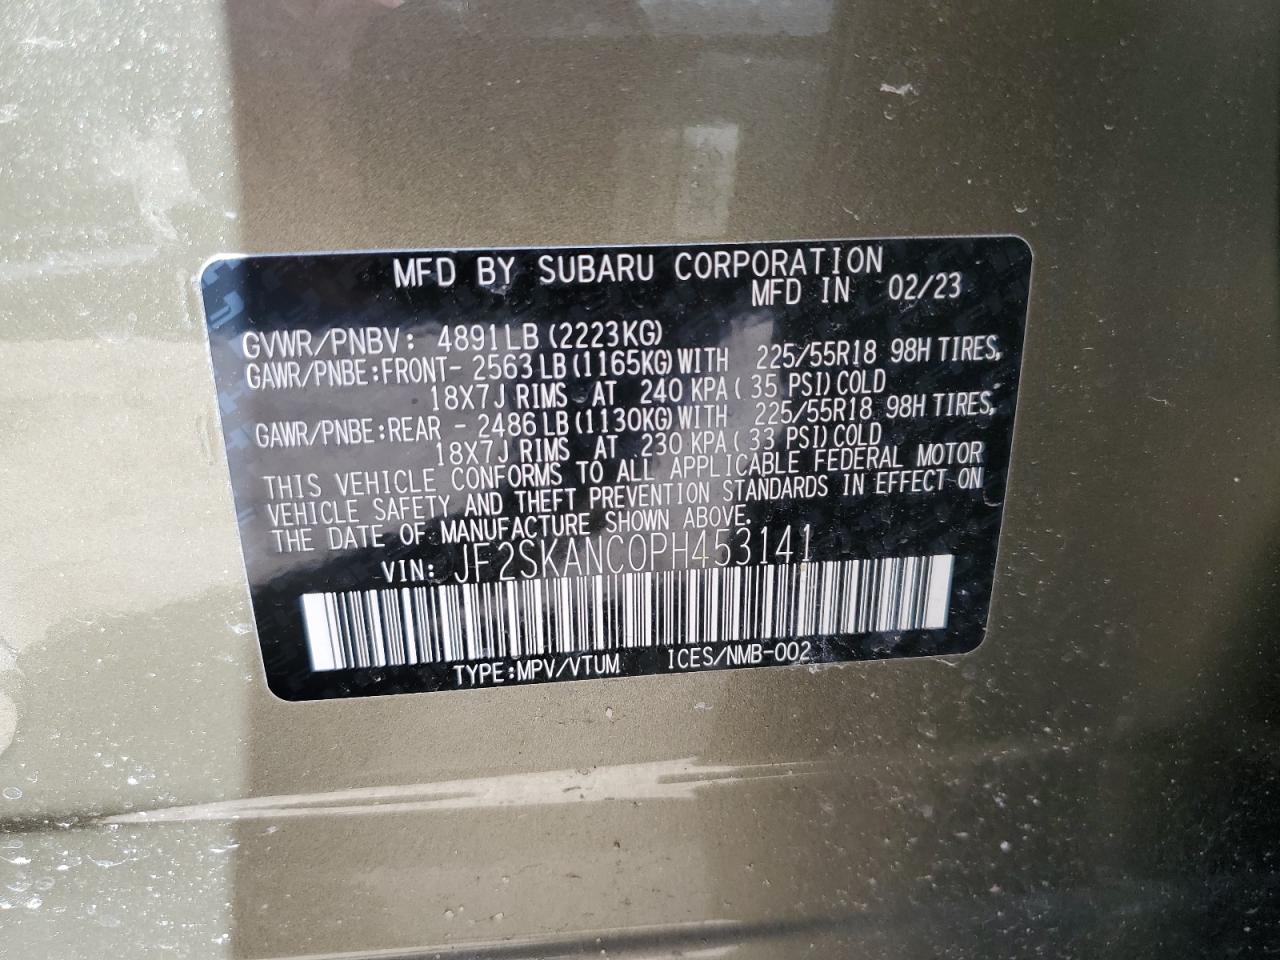 MFD BY SUBARU CORPORATION
MFD IN 02/23
GVWR/PNBV: 4891LB (2223KG)
GAWR/PNBE:FRONT- 2563LB (1165KG)WITH 225/55R18 98H TIRES,
18X7J RIMS AT 240 KPA ( 35 PSI)COLD
GAWR/PNBE:REAR - 2486LB (1130KG)WITH 225/55R18 98H TIRES,
18X7J RIMS AT 230 KPA ( 33 PSI)COLD
THIS VEHICLE CONFORMS TO ALL APPLICABLE FEDERAL MOTOR
VEHICLE SAFETY AND THEFT PREVENTION STANDARDS IN EFFECT ON
THE DATE OF MANUFACTURE SHOWN ABOVE.
VIN: JF2SKANC0PH453141
TYPE:MPV/VTUM ICES/NMB-002